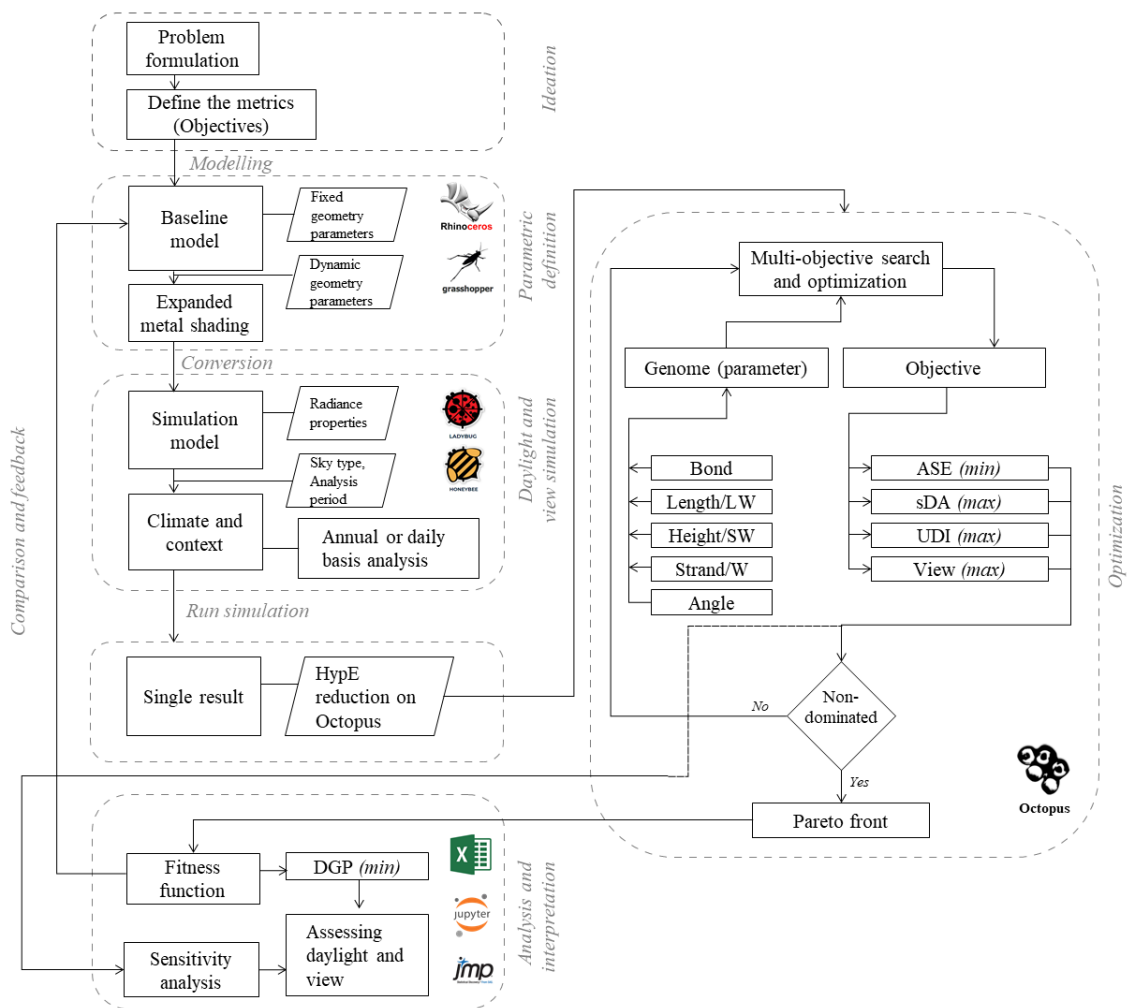 Problem
formulation
Define the metrics
(Objectives)
Ideation
Modelling
Baseline
model
Fixed
geometry
parameters
Rhinoceros
Dynamic
geometry
parameters
grasshopper
Expanded
metal shading
Parametric
definition
Conversion
Simulation
model
Radiance
properties
LADYBUG
Sky type,
Analysis
period
HONEYBEE
Climate and
context
Annual or daily
basis analysis
Daylight and
view simulation
Run simulation
Single result
HypE
reduction on
Octopus
Comparison and feedback
Fitness
function
DGP (min)
Sensitivity
analysis
Assessing
daylight and
view
jupyter
jmp
Analysis and
interpretation
Multi-objective search
and optimization
Genome (parameter)
Objective
Bond
Length/LW
Height/SW
Strand/W
Angle
ASE (min)
sDA (max)
UDI (max)
View (max)
Optimization
Non-
dominated
No
Yes
Pareto front
Octopus